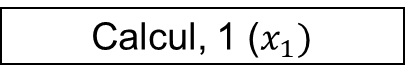 Calcul, 1 (𝑥₁)